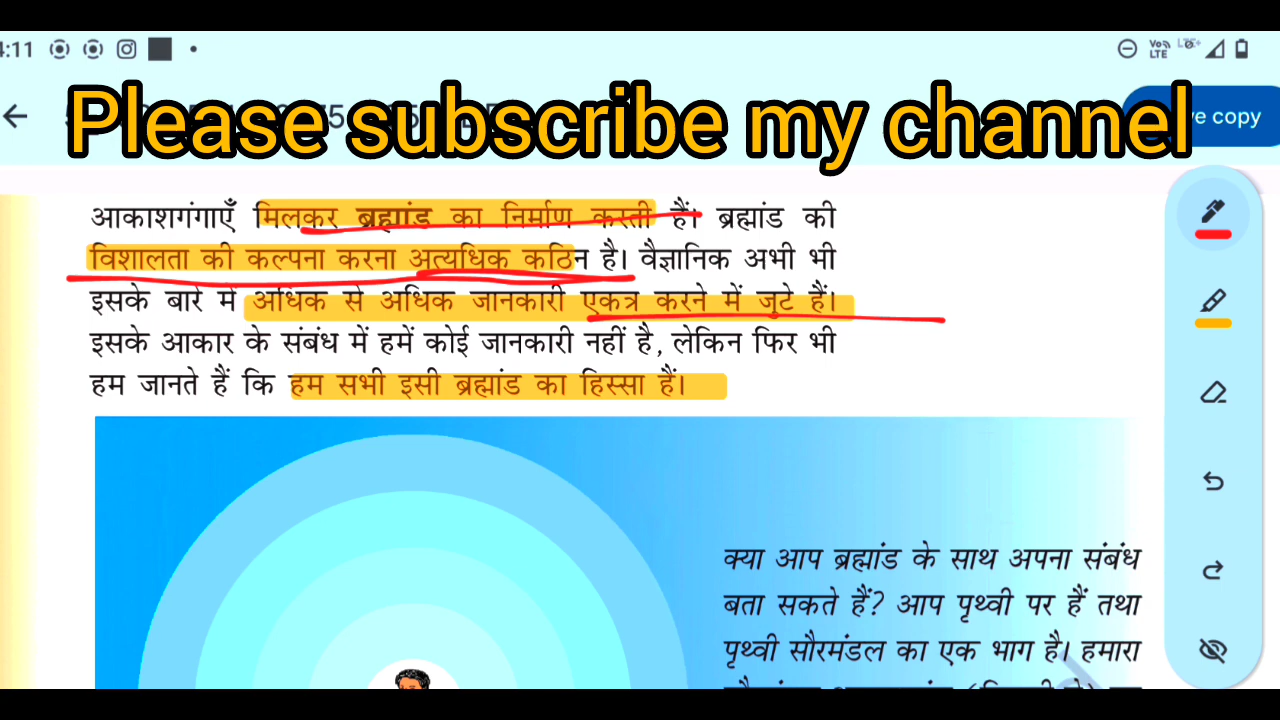 4:11
Please subscribe my channel
copy
आकाशगंगाएँ मिलकर ब्रह्मांड का निर्माण करती हैं। ब्रह्मांड की
विशालता की कल्पना करना अत्यधिक कठिन है। वैज्ञानिक अभी भी
इसके बारे में अधिक से अधिक जानकारी एकत्र करने में जुटे हैं।
इसके आकार के संबंध में हमें कोई जानकारी नहीं है, लेकिन फिर भी
हम जानते हैं कि हम सभी इसी ब्रह्मांड का हिस्सा हैं।
क्या आप ब्रह्मांड के साथ अपना संबंध
बता सकते हैं? आप पृथ्वी पर हैं तथा
पृथ्वी सौरमंडल का एक भाग है। हमारा